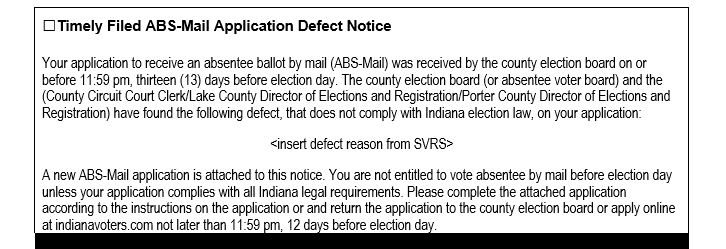 ☐Timely Filed ABS-Mail Application Defect Notice
Your application to receive an absentee ballot by mail (ABS-Mail) was received by the county election board on or
before 11:59 pm, thirteen (13) days before election day. The county election board (or absentee voter board) and the
(County Circuit Court Clerk/Lake County Director of Elections and Registration/Porter County Director of Elections and
Registration) have found the following defect, that does not comply with Indiana election law, on your application:
<insert defect reason from SVRS>
A new ABS-Mail application is attached to this notice. You are not entitled to vote absentee by mail before election day
unless your application complies with all Indiana legal requirements. Please complete the attached application
according to the instructions on the application or and return the application to the county election board or apply online
at indianavoters.com not later than 11:59 pm, 12 days before election day.